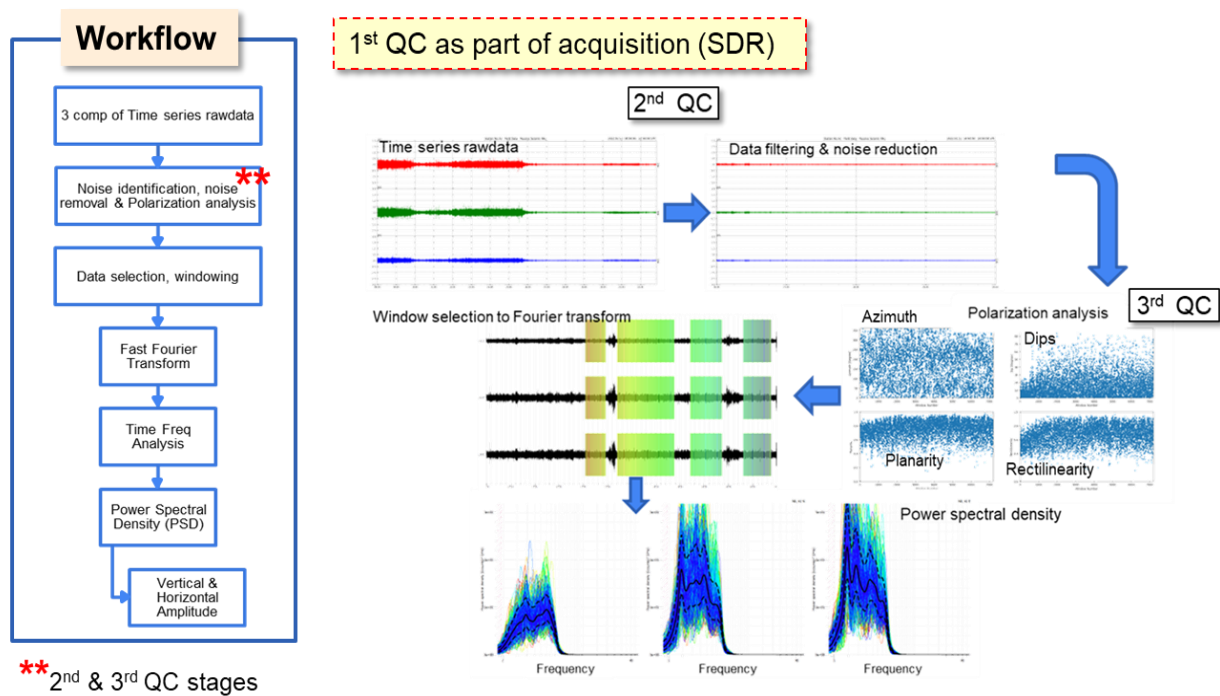 Workflow
3 comp of Time series rawdata
Noise identification, noise
removal & Polarization analysis
**
Data selection, windowing
Fast Fourier
Transform
Time Freq
Analysis
Power Spectral
Density (PSD)
Vertical &
Horizontal
Amplitude
**2nd & 3rd QC stages
1st QC as part of acquisition (SDR)
2nd QC
Time series rawdata
Data filtering & noise reduction
3rd QC
Window selection to Fourier transform
Azimuth
Polarization analysis
Dips
Planarity
Rectilinearity
Power spectral density
Frequency
Frequency
Frequency